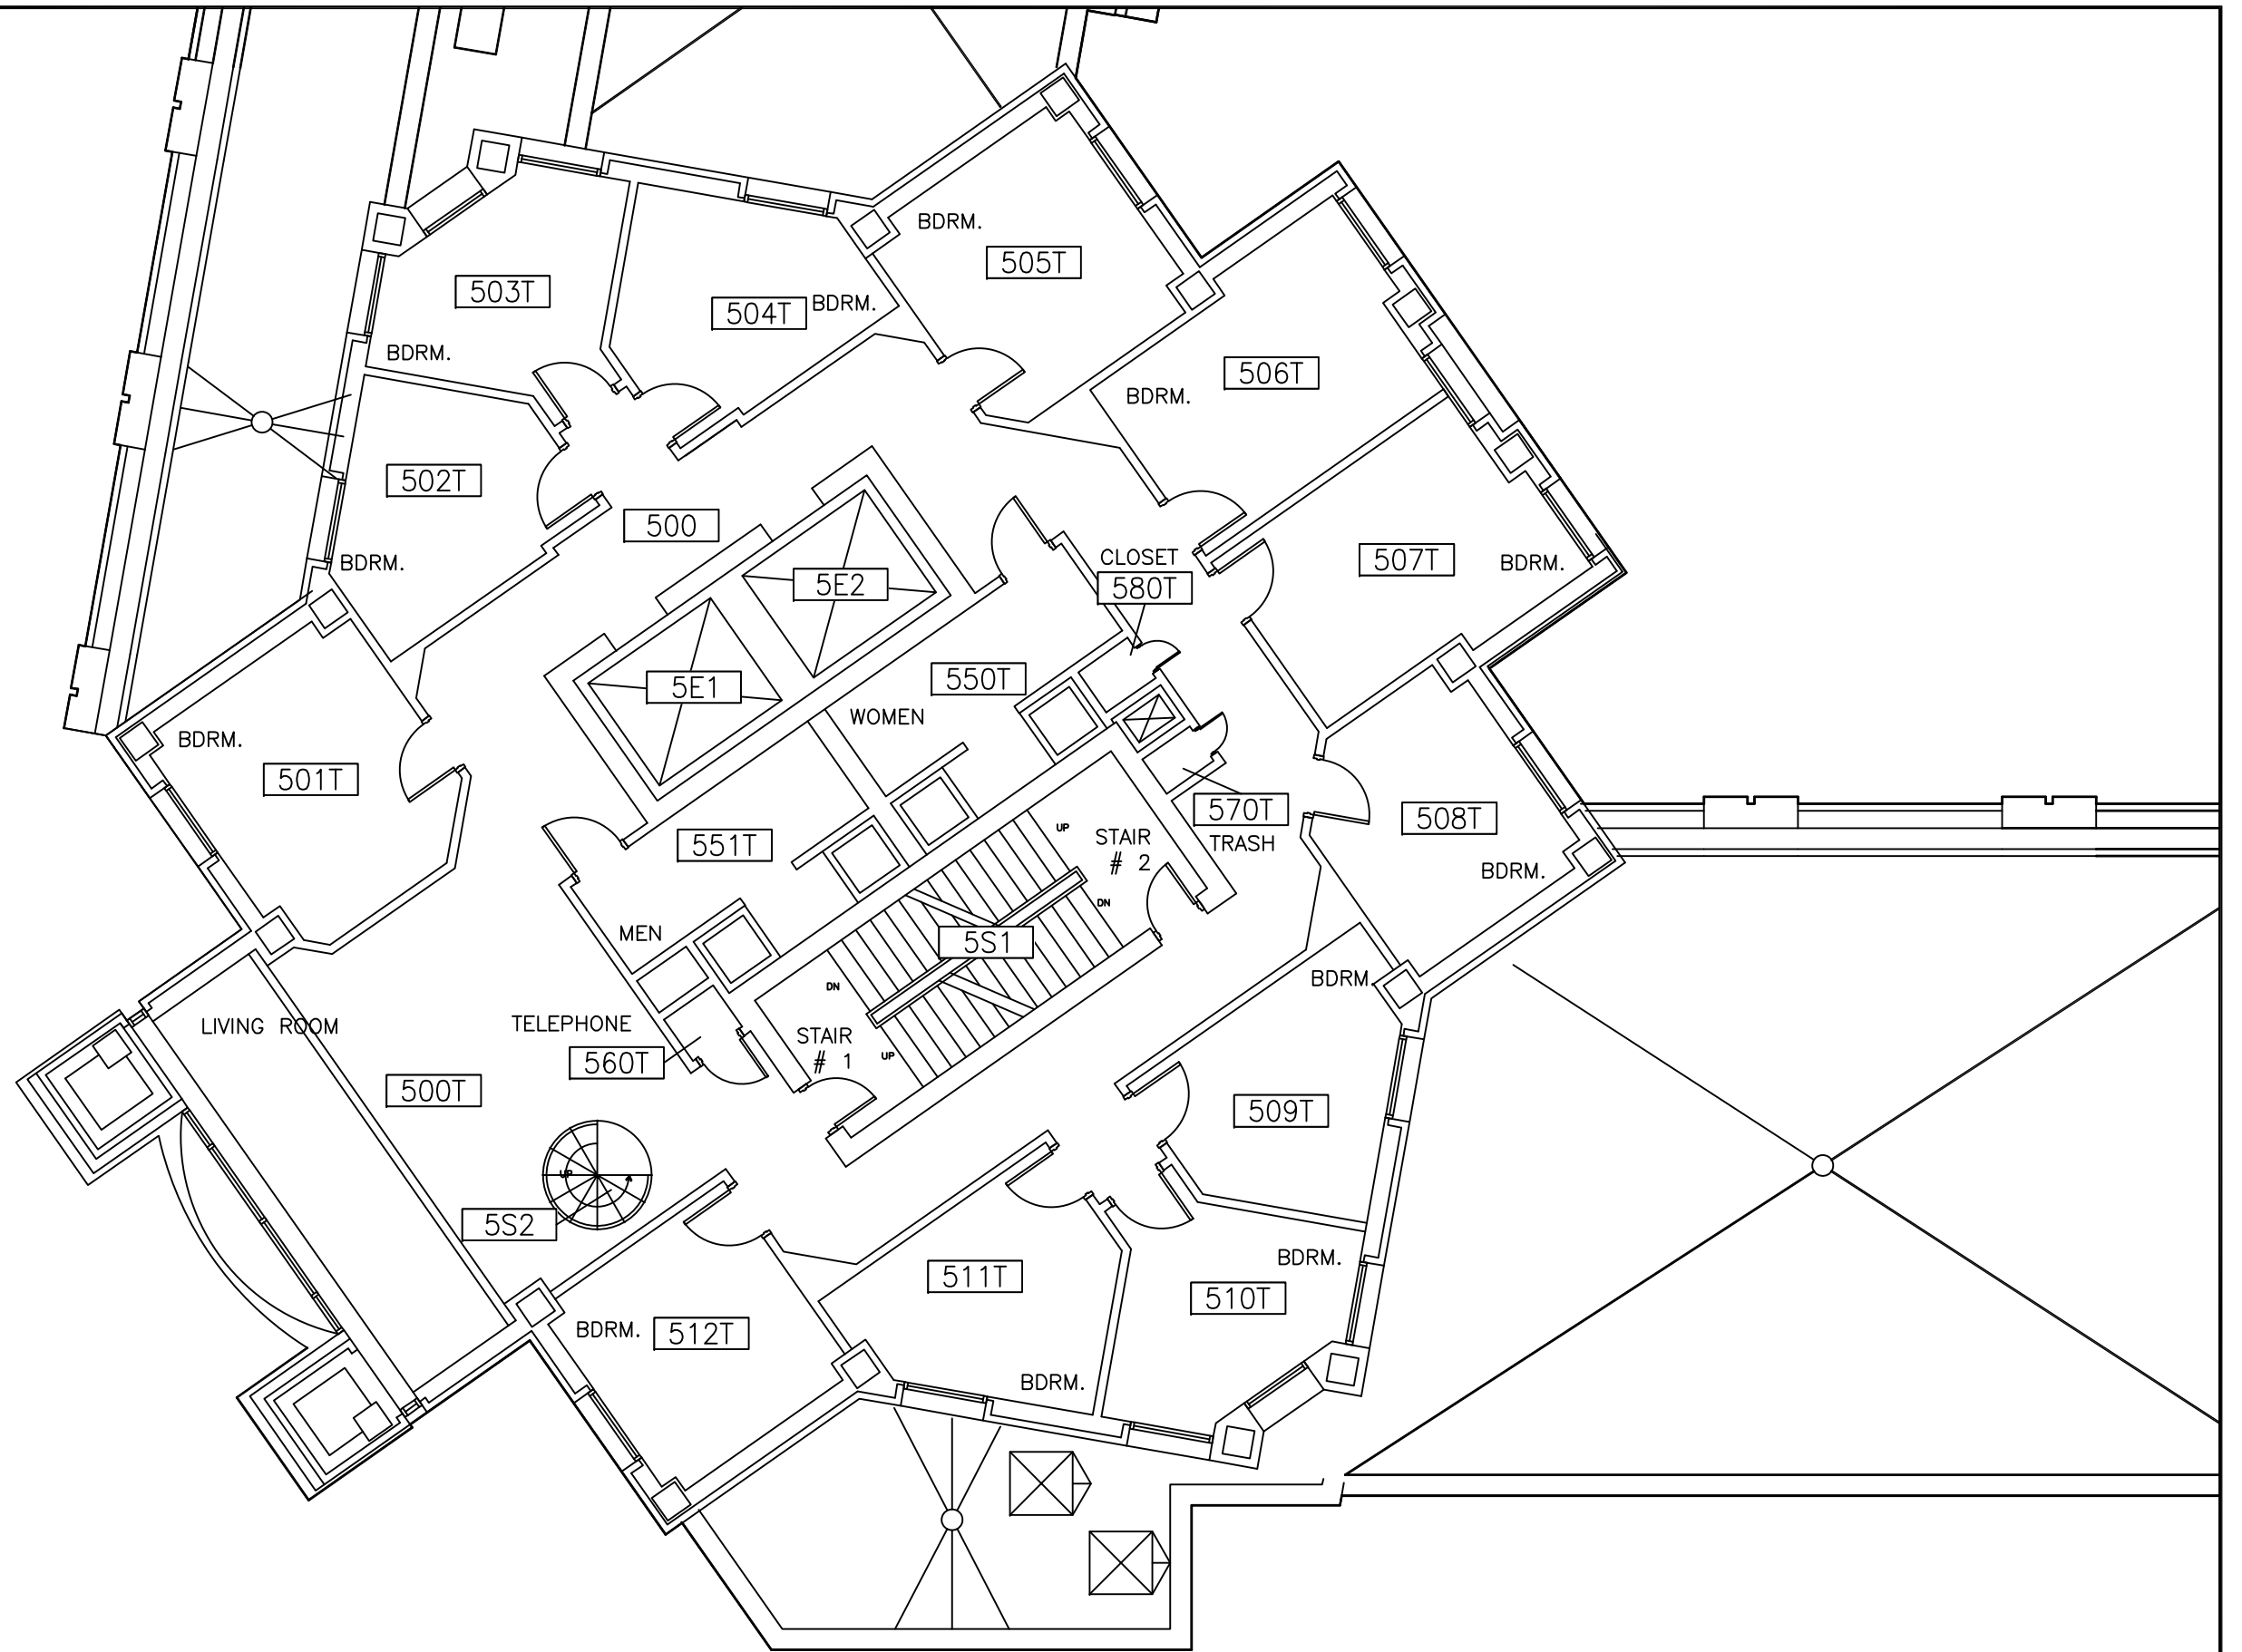 BDRM.
505T
503T
504T
BDRM.
BDRM.
506T
BDRM.
502T
500
CLOSET
507T
BDRM.
BDRM.
5E2
580T
5E1
550T
WOMEN
BDRM.
501T
570T
508T
UP
STAIR
# 2
TRASH
551T
BDRM.
DN
MEN
5S1
BDRM.
DN
LIVING ROOM
TELEPHONE
STAIR
# 1
UP
560T
500T
509T
UP
5S2
BDRM.
511T
510T
BDRM.
512T
BDRM.